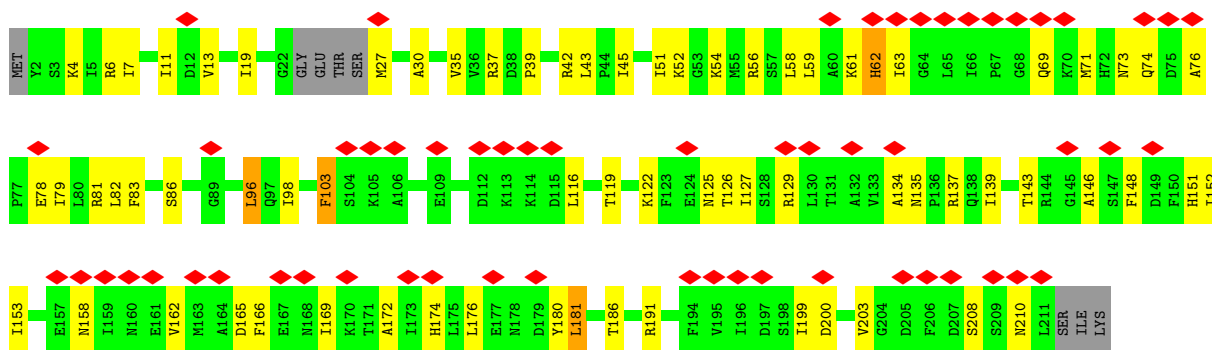 MET Y2 S3 K4 I5 R6 I7 I11 D12 V13 I19 G22 GLY GLU THR SER M27 A30 V35 V36 R37 D38 P39 R42 L43 P44 I45 I51 K52 G53 K54 M55 R56 S57 L58 L59 A60 K61 H62 I63 G64 L65 I66 P67 G68 Q69 K70 M71 H72 N73 Q74 D75 A76
P77 E78 I79 L80 R81 L82 F83 S86 G89 L96 Q97 I98 F103 S104 K105 A106 E109 D112 K113 K114 D115 L116 T119 K122 F123 E124 N125 T126 I127 S128 R129 L130 T131 A132 V133 A134 N135 P136 R137 Q138 I139 T143 R144 G145 A146 S147 F148 D149 F150 H151 I152
I153 E157 N158 I159 N160 E161 V162 M163 A164 D165 F166 E167 N168 I169 K170 T171 A172 I173 H174 L175 L176 E177 N178 D179 Y180 L181 T186 R191 F194 V195 I196 D197 S198 I199 D200 V203 G204 D205 F206 D207 S208 S209 N210 L211 SER ILE LYS